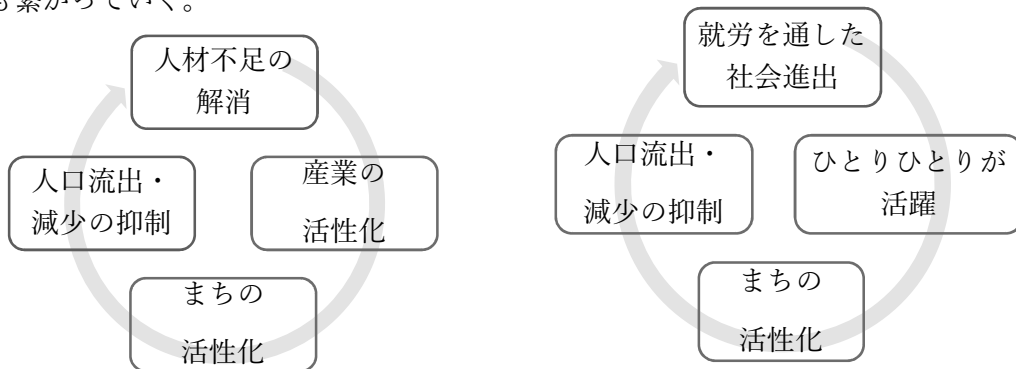 も繋がっていく。
人材不足の
解消
産業の
活性化
まちの
活性化
人口流出・
減少の抑制
就労を通した
社会進出
ひとりひとりが
活躍
まちの
活性化
人口流出・
減少の抑制